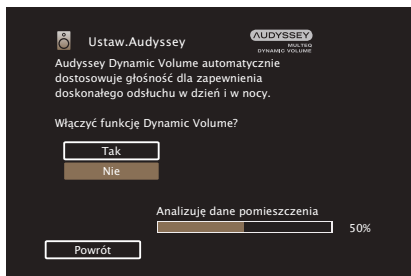 Ustaw.Audyssey
AUDYSSEY
MULTEQ
DYNAMIC VOLUME
Audyssey Dynamic Volume automatycznie
dostosowuje głośność dla zapewnienia
doskonałego odsłuchu w dzień i w nocy.
Włączyć funkcję Dynamic Volume?
Tak
Nie
Analizuję dane pomieszczenia
50%
Powrót